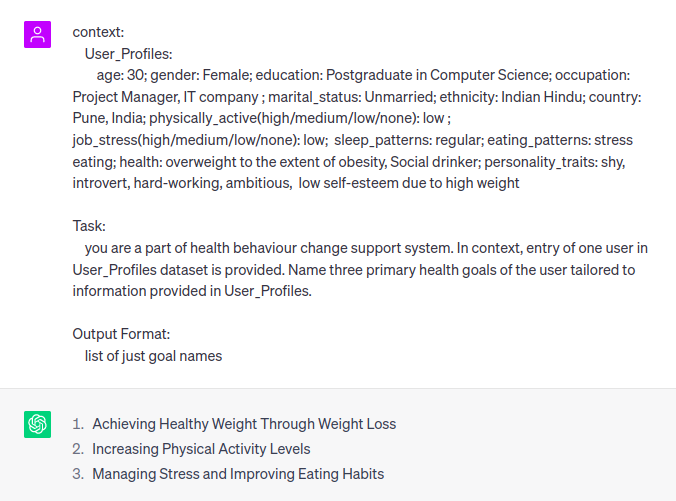 context:
User_Profiles:
age: 30; gender: Female; education: Postgraduate in Computer Science; occupation:
Project Manager, IT company ; marital_status: Unmarried; ethnicity: Indian Hindu; country:
Pune, India; physically_active(high/medium/low/none): low ;
job_stress(high/medium/low/none): low; sleep_patterns: regular; eating_patterns: stress
eating; health: overweight to the extent of obesity, Social drinker; personality_traits: shy,
introvert, hard-working, ambitious, low self-esteem due to high weight
Task:
you are a part of health behaviour change support system. In context, entry of one user in
User_Profiles dataset is provided. Name three primary health goals of the user tailored to
information provided in User_Profiles.
Output Format:
list of just goal names
1. Achieving Healthy Weight Through Weight Loss
2. Increasing Physical Activity Levels
3. Managing Stress and Improving Eating Habits